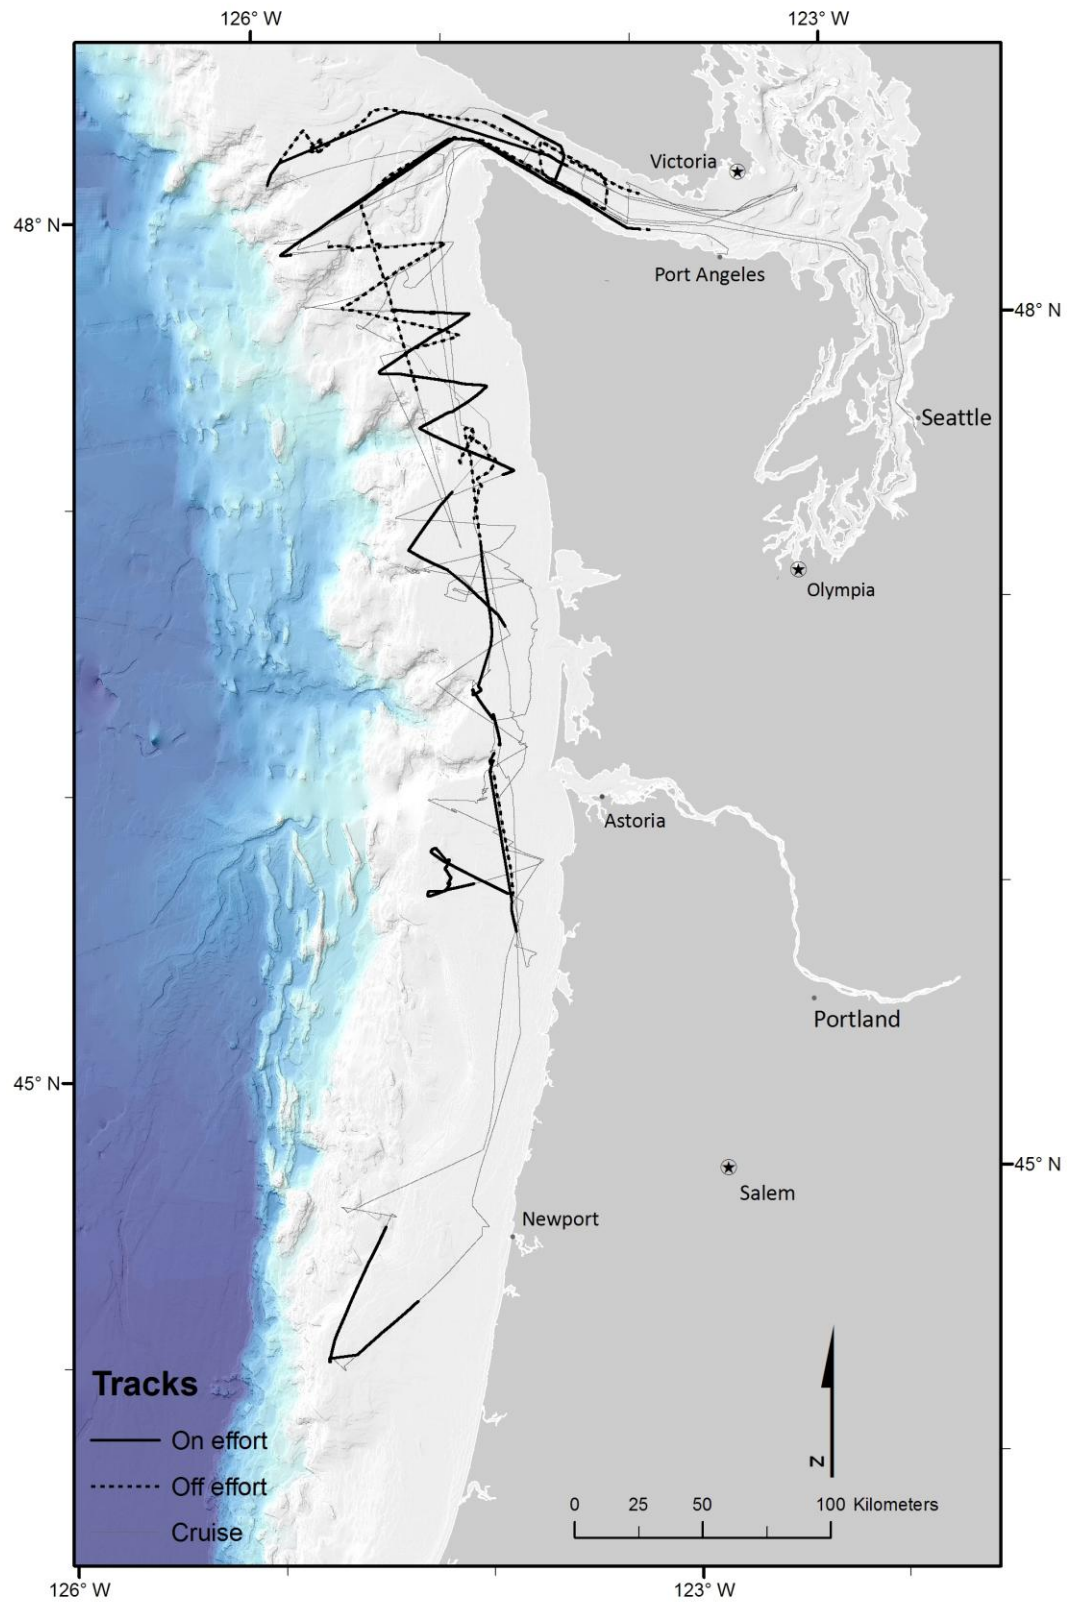 126° W 123° W
Victoria
48° N
Port Angeles
48° N
Seattle
Olympia
Astoria
Portland
45° N
45° N
Salem
Newport
Tracks
On effort
Off effort
Cruise
N
0 25 50 100 Kilometers
126° W 123° W